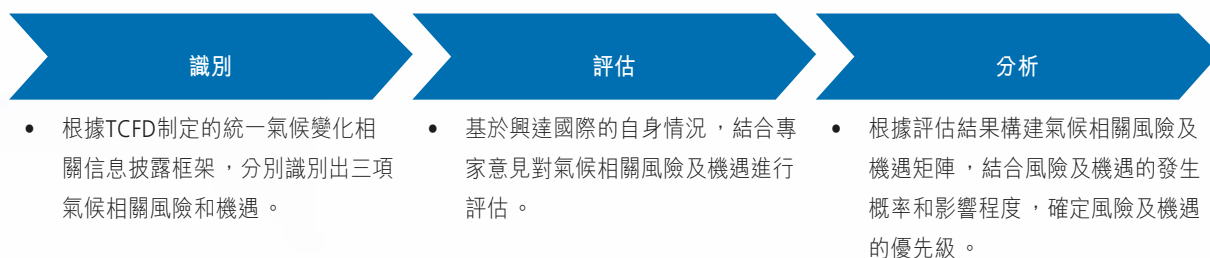 識別
• 根據TCFD制定的統一氣候變化相
關信息披露框架，分別識別出三項
氣候相關風險和機遇。
評估
• 基於興達國際的自身情況，結合專
家意見對氣候相關風險及機遇進行
評估。
分析
• 根據評估結果構建氣候相關風險及
機遇矩陣，結合風險及機遇的發生
概率和影響程度，確定風險及機遇
的優先級。